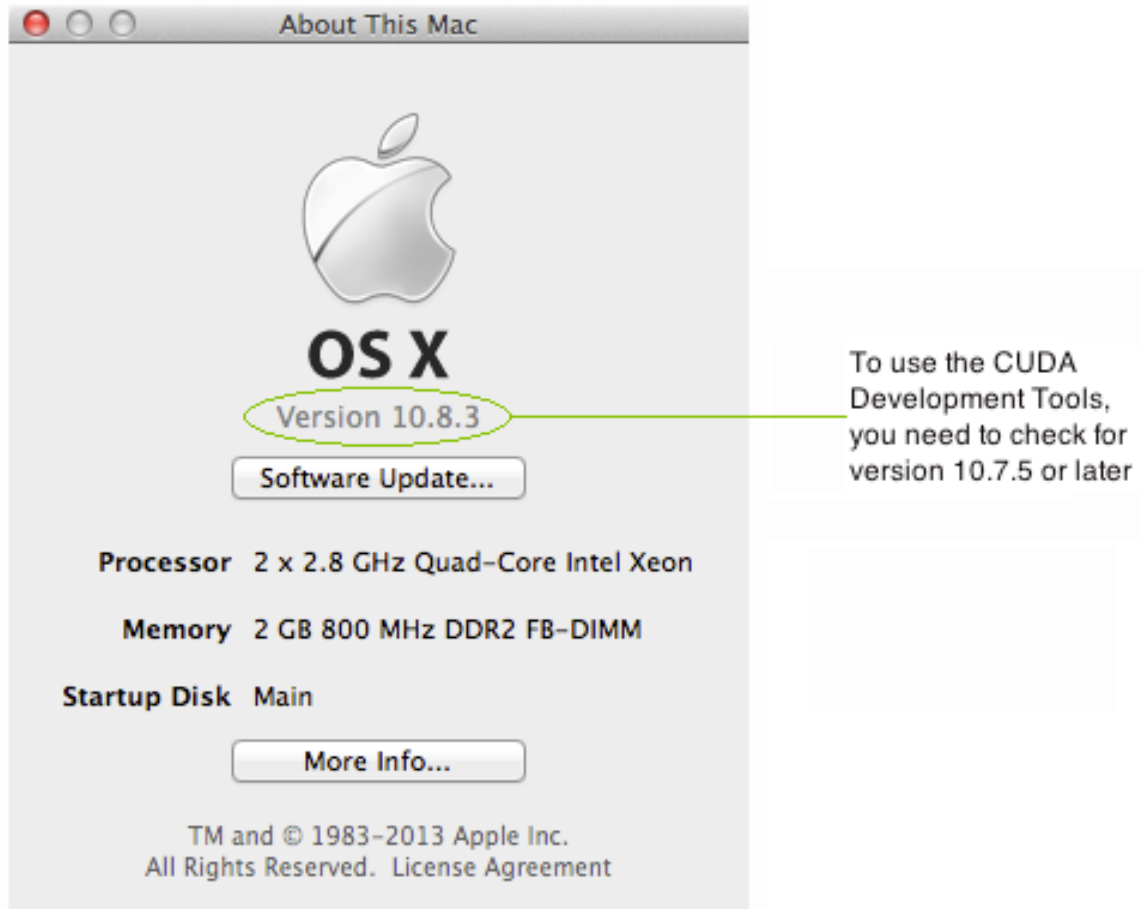 About This Mac
OS X
Version 10.8.3
Software Update...
Processor 2 x 2.8 GHz Quad-Core Intel Xeon
Memory 2 GB 800 MHz DDR2 FB-DIMM
Startup Disk Main
More Info...
TM and © 1983-2013 Apple Inc.
All Rights Reserved. License Agreement
To use the CUDA
Development Tools,
you need to check for
version 10.7.5 or later